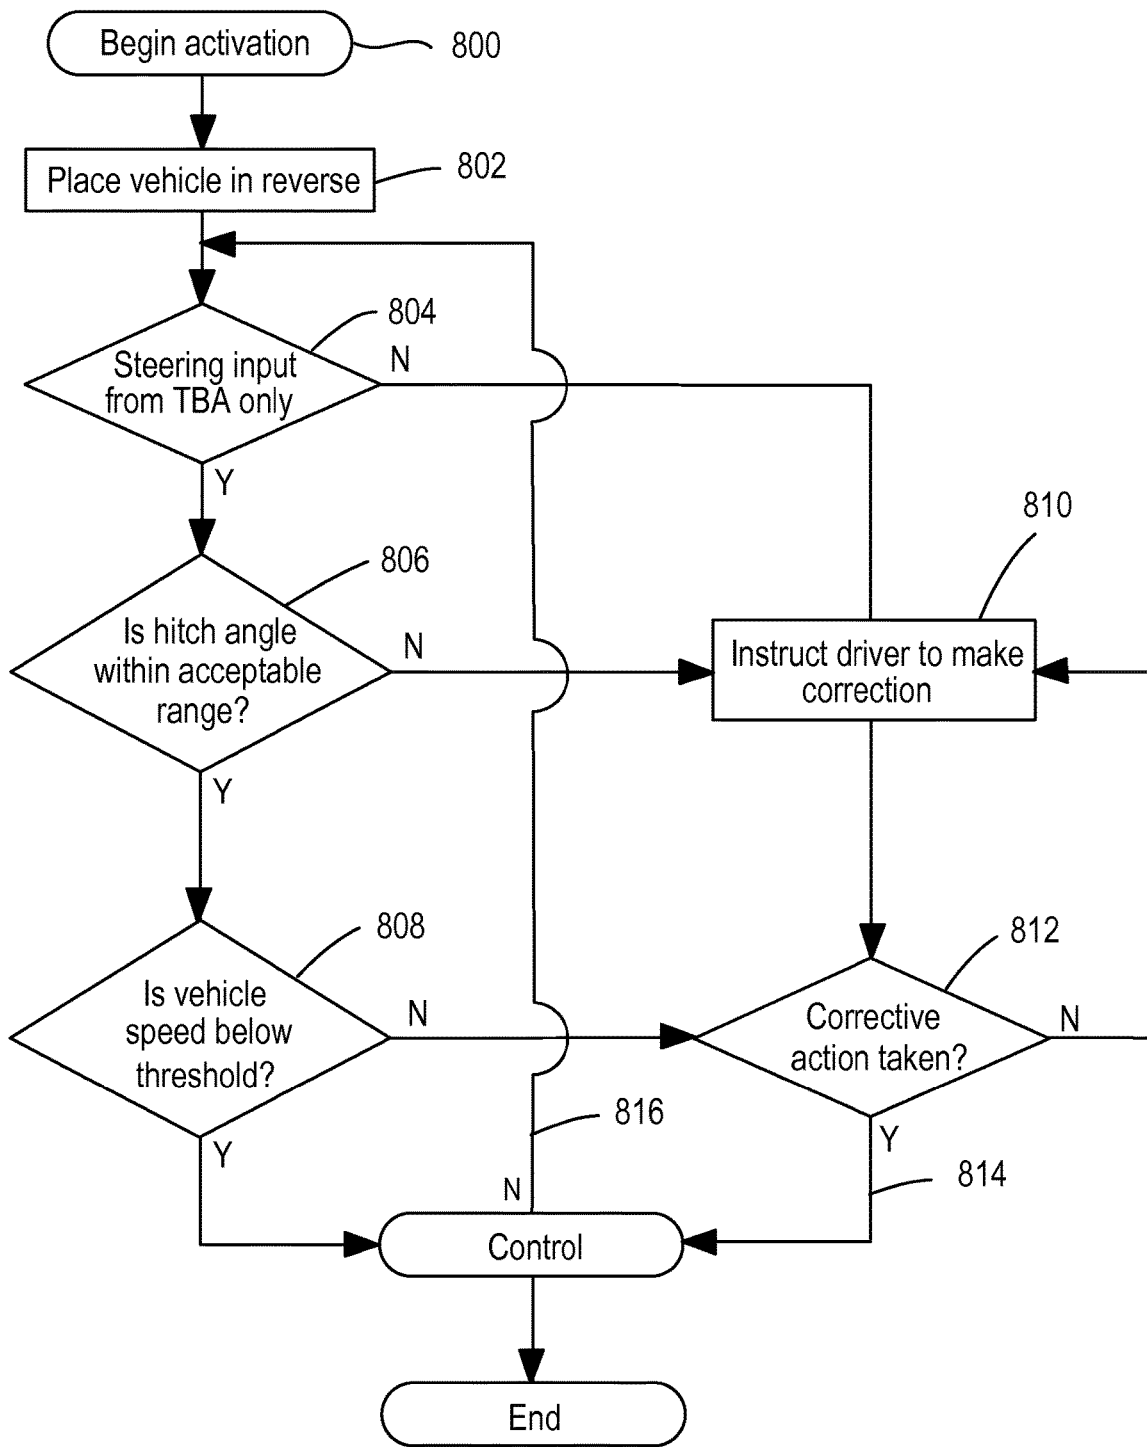 Begin activation
800
Place vehicle in reverse
802
Steering input
from TBA only
804
N
Y
Is hitch angle
within acceptable
range?
806
N
Y
810
Instruct driver to make
correction
Is vehicle
speed below
threshold?
808
N
Y
812
Corrective
action taken?
N
Y
816
814
N
Control
End